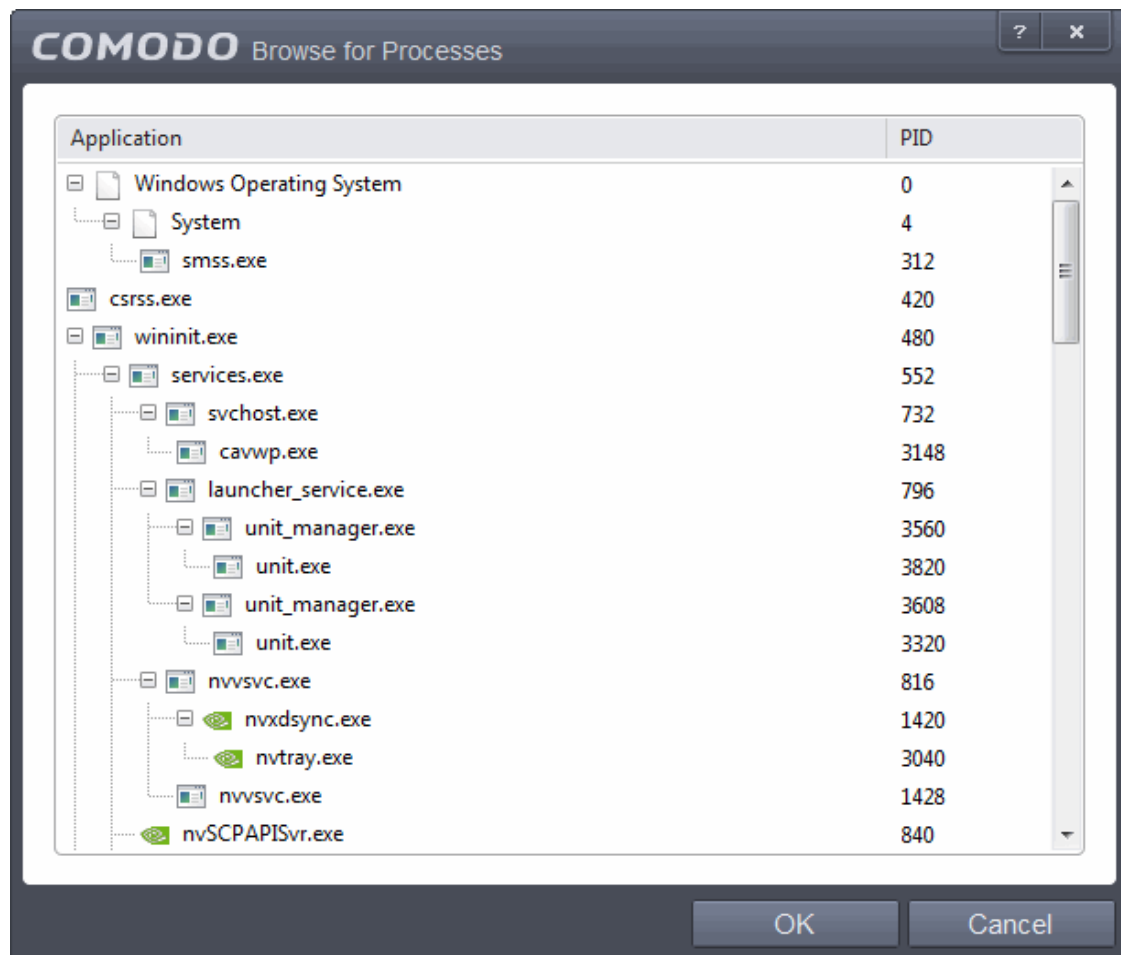 COMODO Browse for Processes ? ×
Application PID
Windows Operating System 0
System 4
smss.exe 312
csrss.exe 420
wininit.exe 480
services.exe 552
svchost.exe 732
cavwp.exe 3148
launcher_service.exe 796
unit_manager.exe 3560
unit.exe 3820
unit_manager.exe 3608
unit.exe 3320
nvvsvc.exe 816
nvxdsync.exe 1420
nvtray.exe 3040
nvvsvc.exe 1428
nvSCPAPISvr.exe 840
OK Cancel